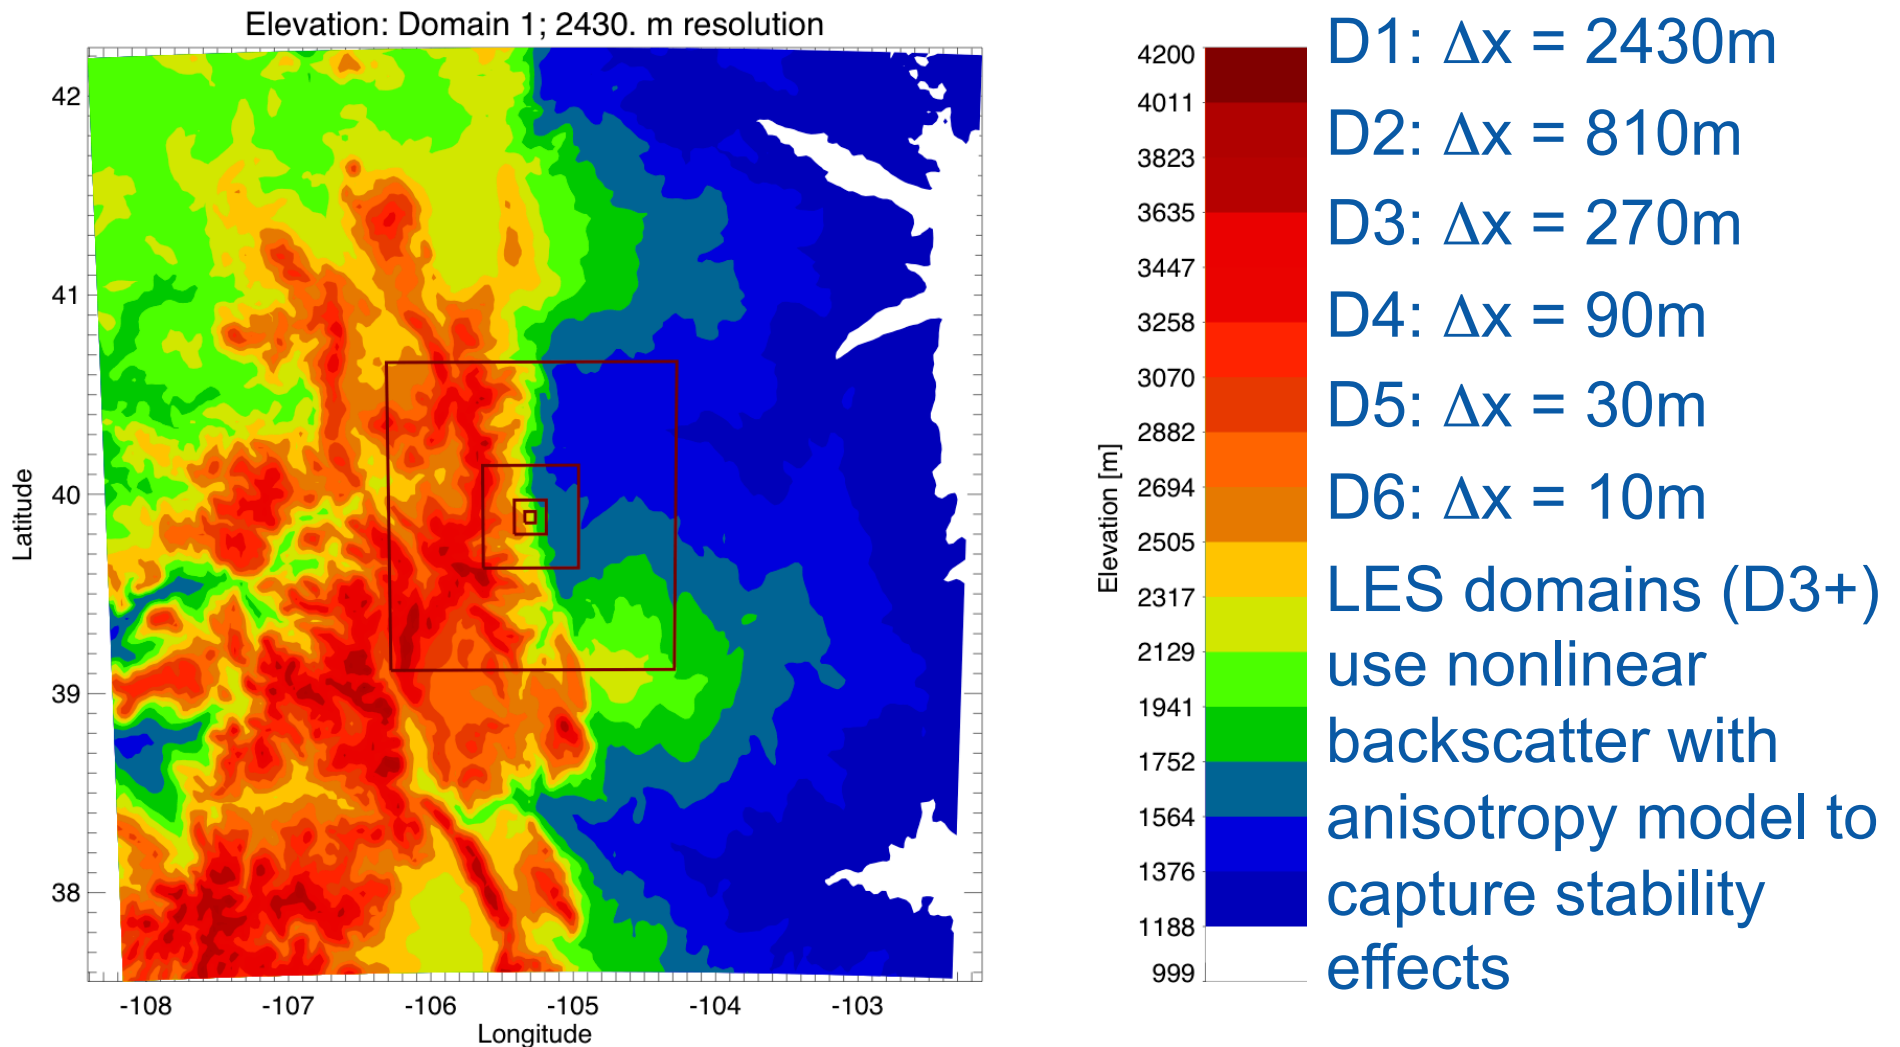 Elevation: Domain 1; 2430. m resolution
42
41
40
39
38
Latitude
-108
-107
-106
-105
-104
-103
Longitude
Elevation [m]
4200
4011
3823
3635
3447
3258
3070
2882
2694
2505
2317
2129
1941
1752
1564
1376
1188
999
D1: Δx = 2430m
D2: Δx = 810m
D3: Δx = 270m
D4: Δx = 90m
D5: Δx = 30m
D6: Δx = 10m
LES domains (D3+)
use nonlinear
backscatter with
anisotropy model to
capture stability
effects